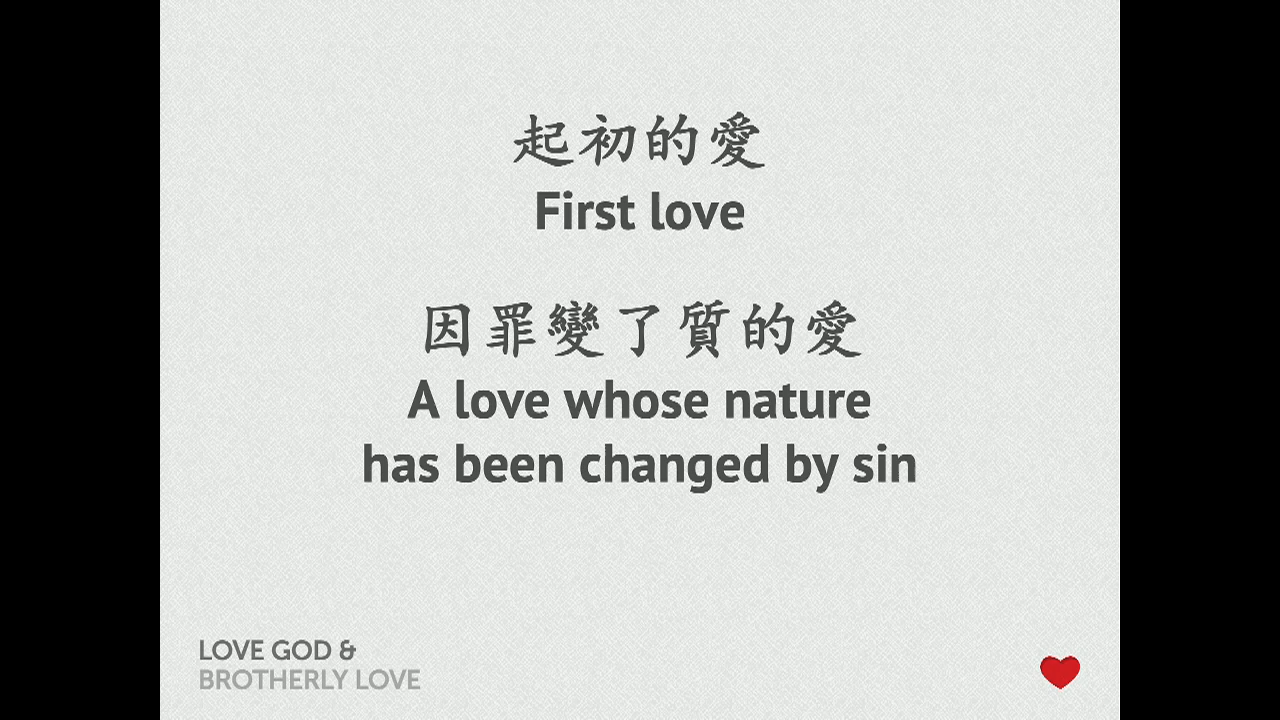 起初的愛
First love
因罪變了質的愛
A love whose nature
has been changed by sin
LOVE GOD &
BROTHERLY LOVE